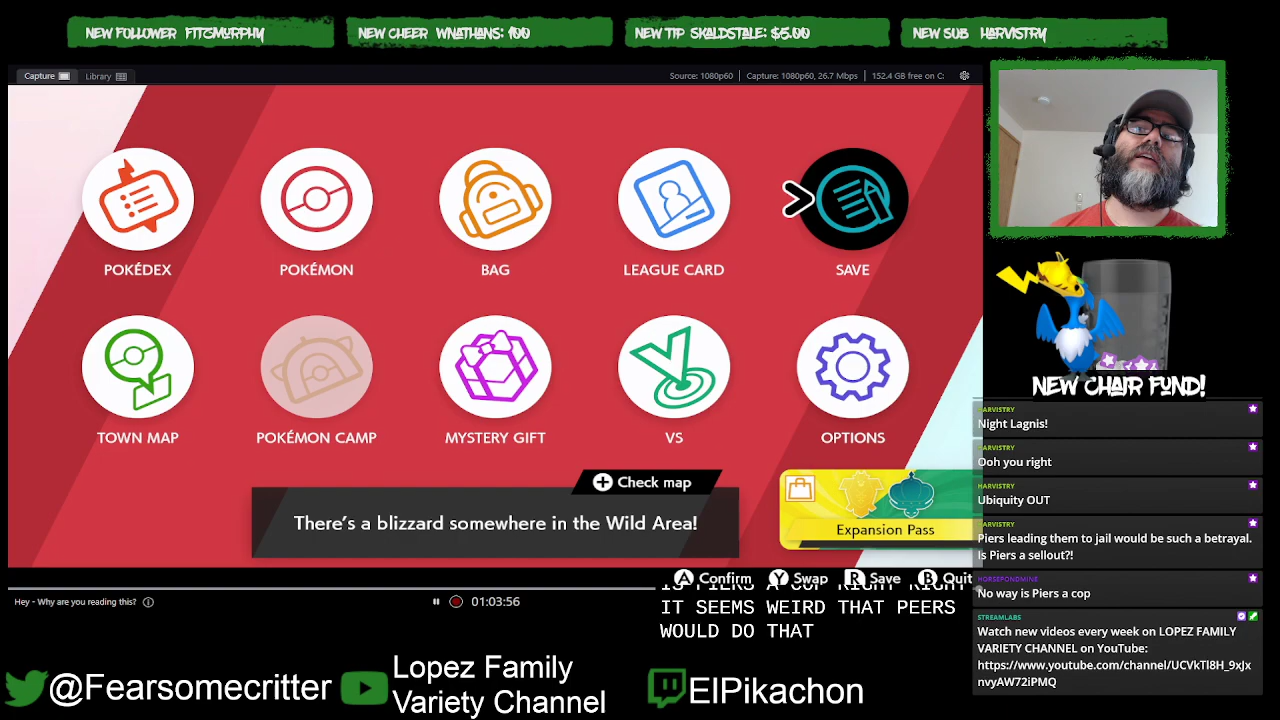 NEW FOLLOWER FITCMURPHY
NEW CHEER WNATHANS: 100
NEW TIP SKALDSTALE: $5.00
NEW SUB HARVISTRY
Capture
Library
Source: 1080p60
Capture: 1080p60, 26.7 Mbps
152.4 GB free on C:
POKÉDEX
POKÉMON
BAG
LEAGUE CARD
SAVE
TOWN MAP
POKÉMON CAMP
MYSTERY GIFT
VS
OPTIONS
Check map
There's a blizzard somewhere in the Wild Area!
Expansion Pass
A Confirm Y Swap R Save B Quit
Hey - Why are you reading this?
01:03:56
IS PIERS A COP RIGHT RIGHT
IT SEEMS WEIRD THAT PEERS
WOULD DO THAT
NEW CHAIR FUND!
HARVISTRY
Night Lagnis!
HARVISTRY
Ooh you right
HARVISTRY
Ubiquity OUT
HARVISTRY
Piers leading them to jail would be such a betrayal.
Is Piers a sellout?!
HORSEPONDMINE
No way is Piers a cop
STREAMLABS
Watch new videos every week on LOPEZ FAMILY
VARIETY CHANNEL on YouTube:
https://www.youtube.com/channel/UCVkTl8H_9xJx
nvyAW72iPMQ
@Fearsomecritter
Lopez Family
Variety Channel
ElPikachon